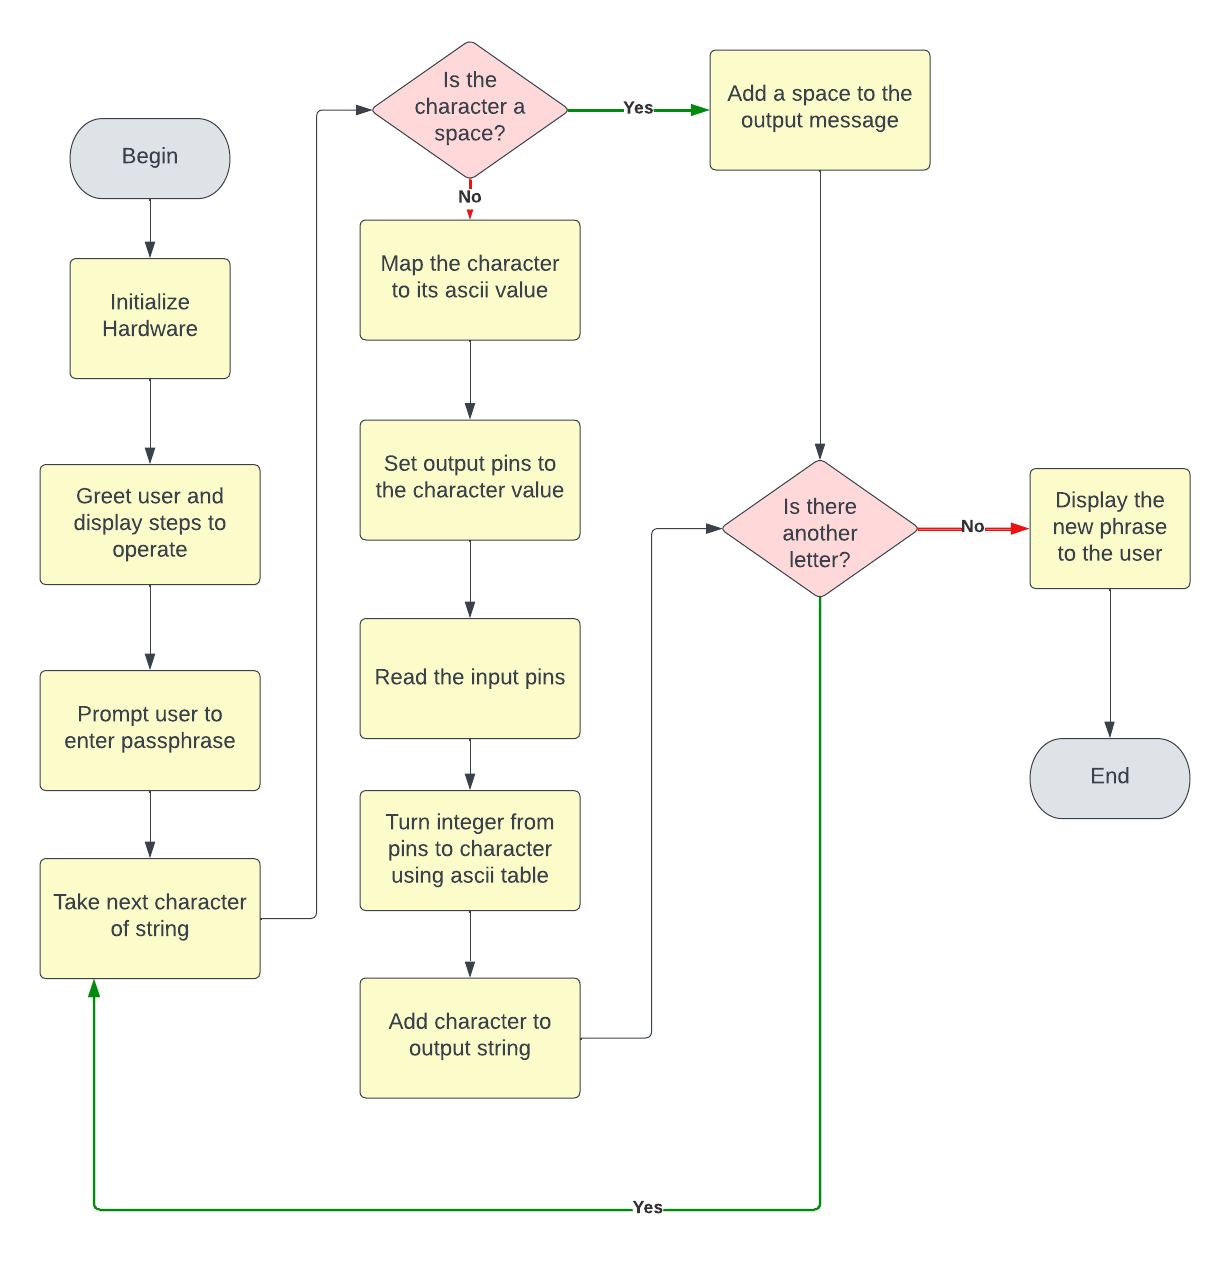 Begin
Initialize
Hardware
Greet user and
display steps to
operate
Prompt user to
enter passphrase
Take next character
of string
Is the
character a
space?
Yes
No
Add a space to the
output message
Map the character
to its ascii value
Set output pins to
the character value
Read the input pins
Turn integer from
pins to character
using ascii table
Add character to
output string
Is there
another
letter?
No
Yes
Display the
new phrase
to the user
End